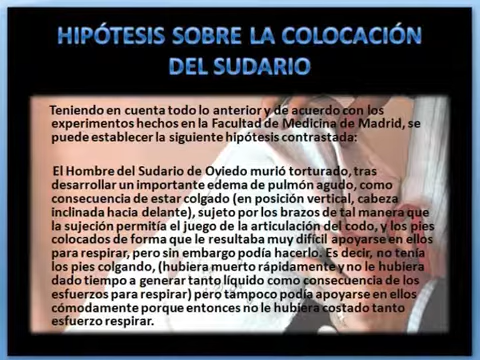 HIPÓTESIS SOBRE LA COLOCACIÓN
DEL SUDARIO
Teniendo en cuenta todo lo anterior y de acuerdo con los
experimentos hechos en la Facultad de Medicina de Madrid, se
puede establecer la siguiente hipótesis contrastada:
El Hombre del Sudario de Oviedo murió torturado, tras
desarrollar un importante edema de pulmón agudo, como
consecuencia de estar colgado (en posición vertical, cabeza
inclinada hacia delante), sujeto por los brazos de tal manera que
la sujeción permitía el juego de la articulación del codo, y los pies
colocados de forma que le resultaba muy difícil apoyarse en ellos
para respirar, pero sin embargo podía hacerlo. Es decir, no tenía
los pies colgando, (hubiera muerto rápidamente y no le hubiera
dado tiempo a generar tanto líquido como consecuencia de los
esfuerzos para respirar) pero tampoco podía apoyarse en ellos
cómodamente porque entonces no le hubiera costado tanto
esfuerzo respirar.